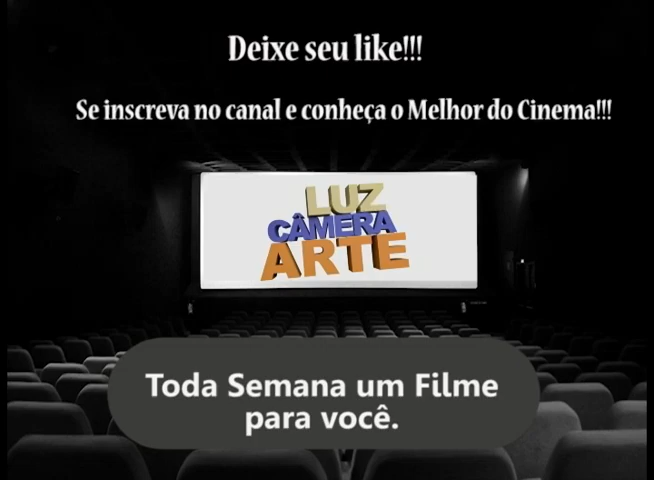 Deixe seu like!!!
Se inscreva no canal e conheça o Melhor do Cinema!!!
LUZ
CÂMERA
ARTE
Toda Semana um Filme
para você.